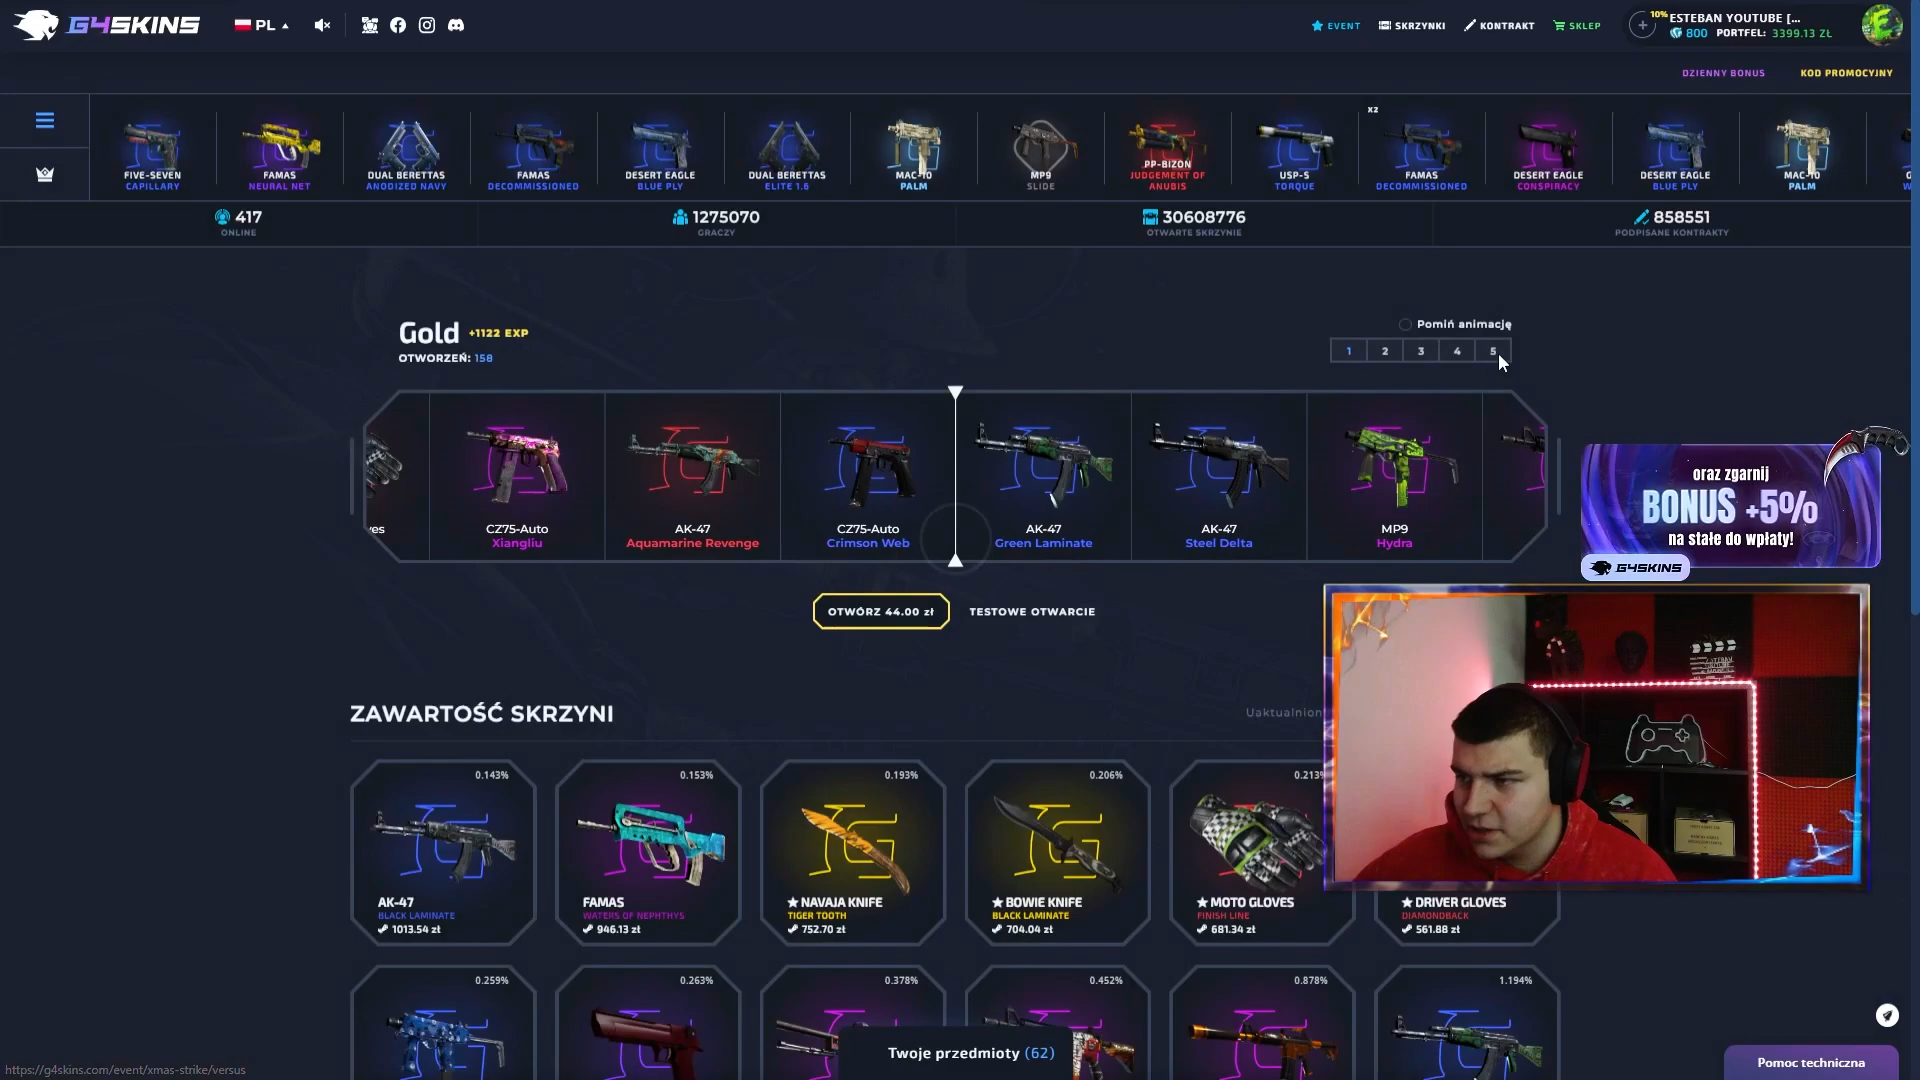 G4SKINS
PL
EVENT
SKRZYNKI
KONTRAKT
SKLEP
10%
ESTEBAN YOUTUBE [...
800 PORTFEL: 3399.13 ZŁ
DZIENNY BONUS
KOD PROMOCYJNY
FIVE-SEVEN
CAPILLARY
FAMAS
NEURAL NET
DUAL BERETTAS
ANODIZED NAVY
FAMAS
DECOMMISSIONED
DESERT EAGLE
BLUE PLY
DUAL BERETTAS
ELITE 1.6
MAC-10
PALM
MP9
SLIDE
PP-BIZON
JUDGEMENT OF
ANUBIS
USP-S
TORQUE
X2
FAMAS
DECOMMISSIONED
DESERT EAGLE
CONSPIRACY
DESERT EAGLE
BLUE PLY
MAC-10
PALM
417
ONLINE
1275070
GRACZY
30608776
OTWARTE SKRZYNIE
858551
PODPISANE KONTRAKTY
Gold +1122 EXP
OTWORZEŃ: 158
Pomiń animację
1 2 3 4 5
ves
CZ75-Auto
Xiangliu
AK-47
Aquamarine Revenge
CZ75-Auto
Crimson Web
AK-47
Green Laminate
AK-47
Steel Delta
MP9
Hydra
oraz zgarnij
BONUS +5%
na stałe do wpłaty!
G4SKINS
OTWÓRZ 44.00 zł
TESTOWE OTWARCIE
ZAWARTOŚĆ SKRZYNI
Uaktualnion
0.143%
AK-47
BLACK LAMINATE
1013.54 zł
0.153%
FAMAS
WATERS OF NEPHTHYS
946.13 zł
0.193%
★ NAVAJA KNIFE
TIGER TOOTH
752.70 zł
0.206%
★ BOWIE KNIFE
BLACK LAMINATE
704.04 zł
0.213%
★ MOTO GLOVES
FINISH LINE
681.34 zł
★ DRIVER GLOVES
DIAMONDBACK
561.88 zł
0.259%
0.263%
0.378%
0.452%
0.878%
1.194%
Twoje przedmioty (62)
Pomoc techniczna
https://g4skins.com/event/xmas-strike/versus